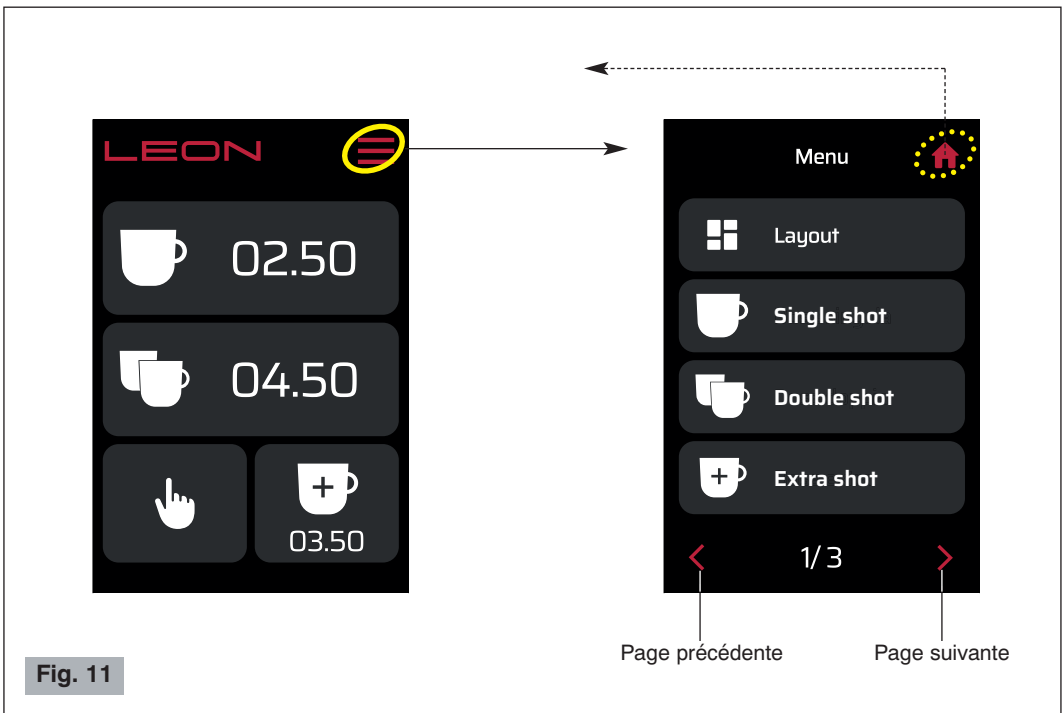 LEON
02.50
04.50
03.50
Menu
Layout
Single shot
Double shot
Extra shot
1/ 3
Page précédente
Page suivante
Fig. 11